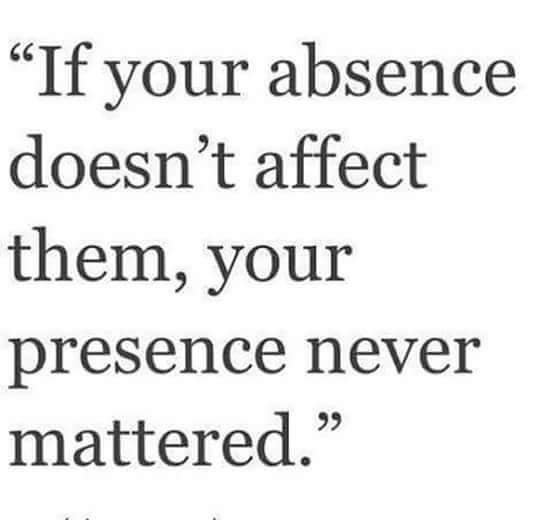 “If your absence
doesn’t affect
them, your
presence never
mattered.”